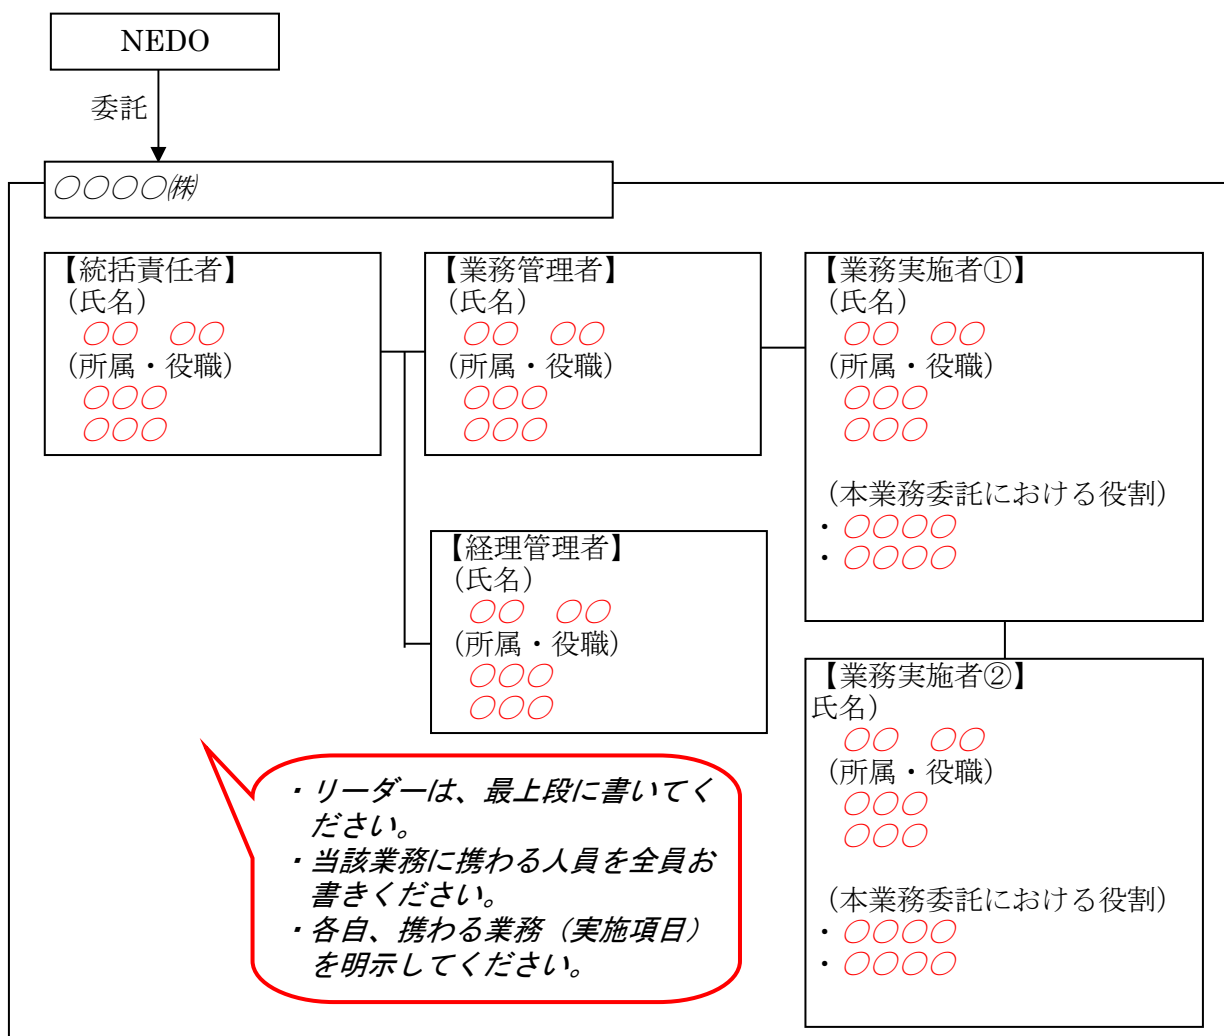 NEDO
委託
○○○○㈱
【統括責任者】
(氏名)
○○　○○
(所属・役職)
○○○
○○○
【業務管理者】
(氏名)
○○　○○
(所属・役職)
○○○
○○○
【経理管理者】
(氏名)
○○　○○
(所属・役職)
○○○
○○○
【業務実施者①】
(氏名)
○○　○○
(所属・役職)
○○○
○○○
(本業務委託における役割)
・○○○○
・○○○○
【業務実施者②】
氏名)
○○　○○
(所属・役職)
○○○
○○○
(本業務委託における役割)
・○○○○
・○○○○
・リーダーは、最上段に書いてく
ださい。
・当該業務に携わる人員を全員お
書きください。
・各自、携わる業務（実施項目）
を明示してください。